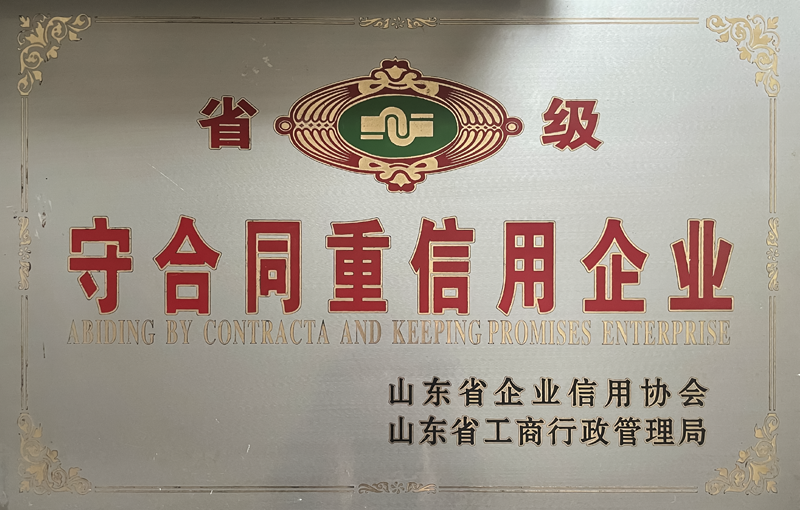 省 级
守合同重信用企业
ABIDING BY CONTRACTA AND KEEPING PROMISES ENTERPRISE
山东省企业信用协会
山东省工商行政管理局